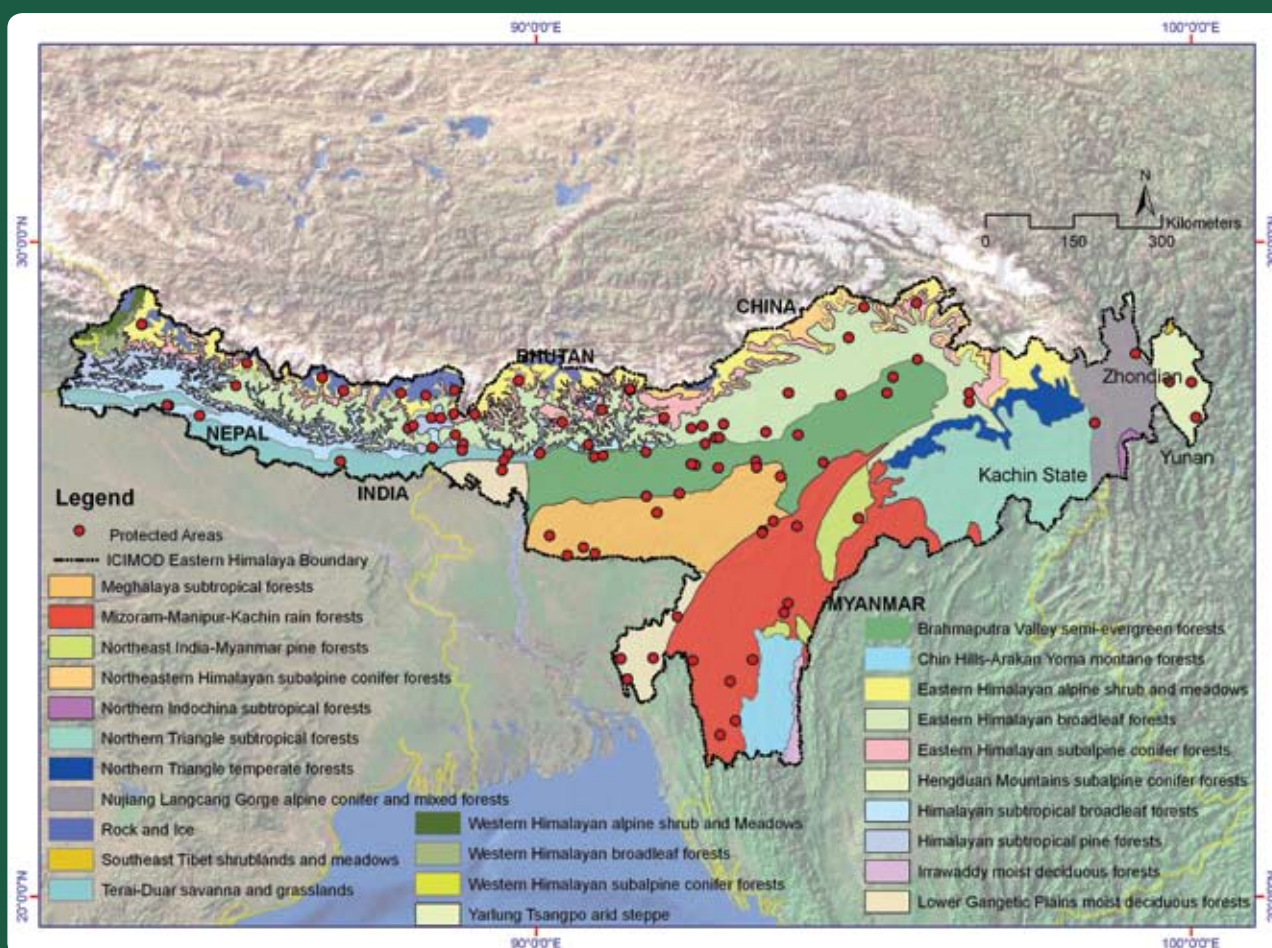 90°0'0"E
100°0'0"E
N
Kilometers
0 150 300
30°0'0"N
30°0'0"N
CHINA
BHUTAN
Zhondian
NEPAL
Yunan
Kachin State
INDIA
MYANMAR
Legend
Protected Areas
ICIMOD Eastern Himalaya Boundary
Meghalaya subtropical forests
Mizoram-Manipur-Kachin rain forests
Northeast India-Myanmar pine forests
Northeastern Himalayan subalpine conifer forests
Northern Indochina subtropical forests
Northern Triangle subtropical forests
Northern Triangle temperate forests
Nujiang Langcang Gorge alpine conifer and mixed forests
Rock and Ice
Southeast Tibet shrublands and meadows
Terai-Duar savanna and grasslands
Western Himalayan alpine shrub and Meadows
Western Himalayan broadleaf forests
Western Himalayan subalpine conifer forests
Yarlung Tsangpo arid steppe
Brahmaputra Valley semi-evergreen forests
Chin Hills-Arakan Yoma montane forests
Eastern Himalayan alpine shrub and meadows
Eastern Himalayan broadleaf forests
Eastern Himalayan subalpine conifer forests
Hengduan Mountains subalpine conifer forests
Himalayan subtropical broadleaf forests
Himalayan subtropical pine forests
Irrawaddy moist deciduous forests
Lower Gangetic Plains moist deciduous forests
20°0'0"N
90°0'0"E
100°0'0"E